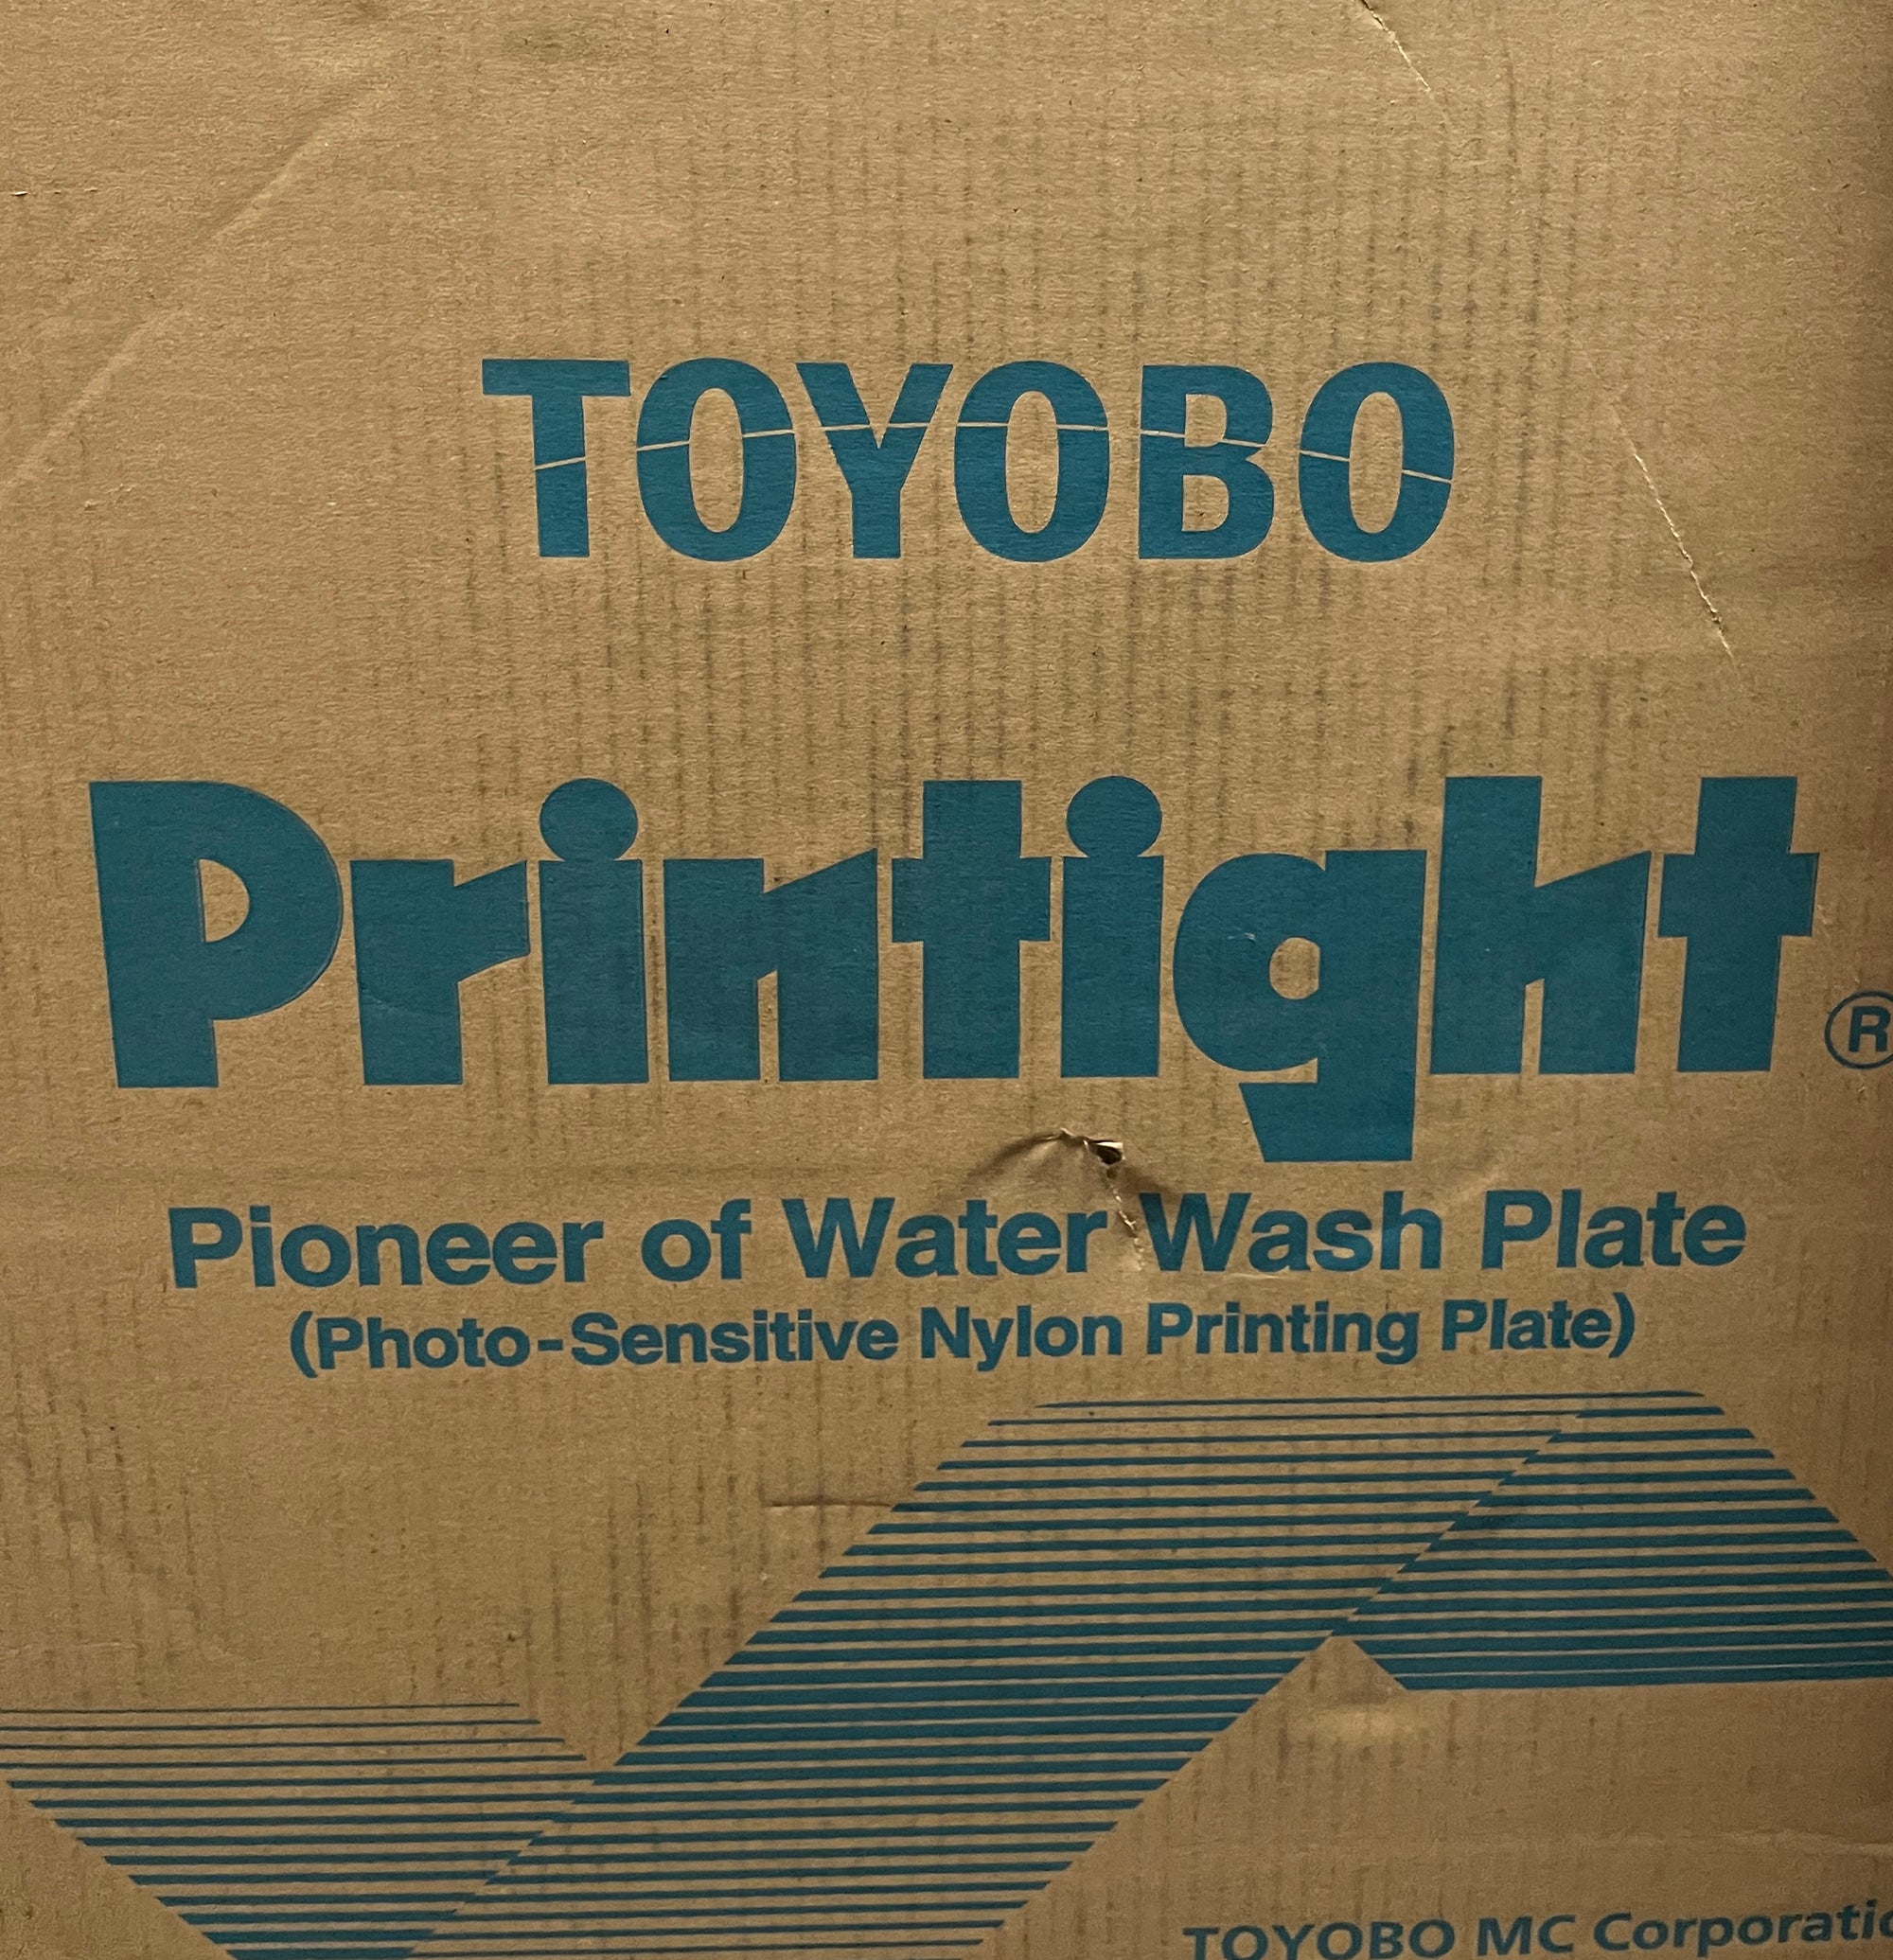 TOYOBO
Printight®
Pioneer of Water Wash Plate
(Photo-Sensitive Nylon Printing Plate)
TOYOBO MC Corporatio